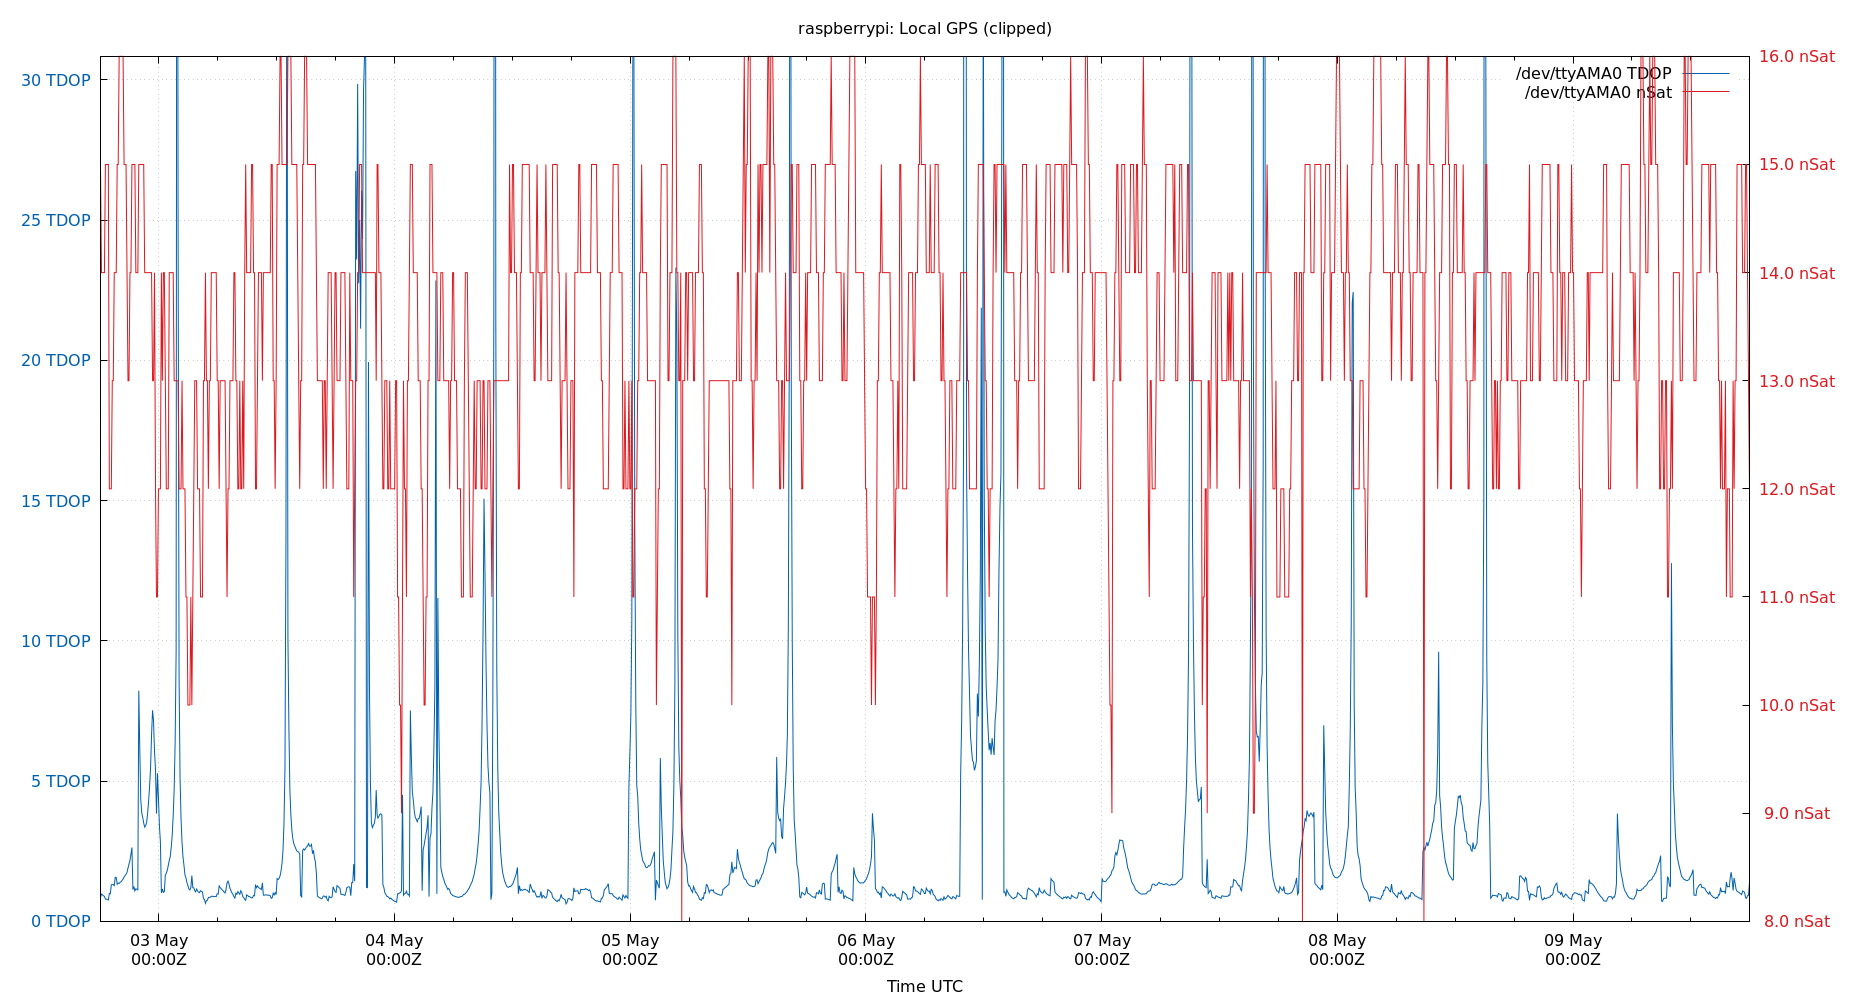 raspberrypi: Local GPS (clipped)
30 TDOP
25 TDOP
20 TDOP
15 TDOP
10 TDOP
5 TDOP
0 TDOP
16.0 nSat
15.0 nSat
14.0 nSat
13.0 nSat
12.0 nSat
11.0 nSat
10.0 nSat
9.0 nSat
8.0 nSat
/dev/ttyAMA0 TDOP
/dev/ttyAMA0 nSat
03 May
00:00Z
04 May
00:00Z
05 May
00:00Z
06 May
00:00Z
07 May
00:00Z
08 May
00:00Z
09 May
00:00Z
Time UTC